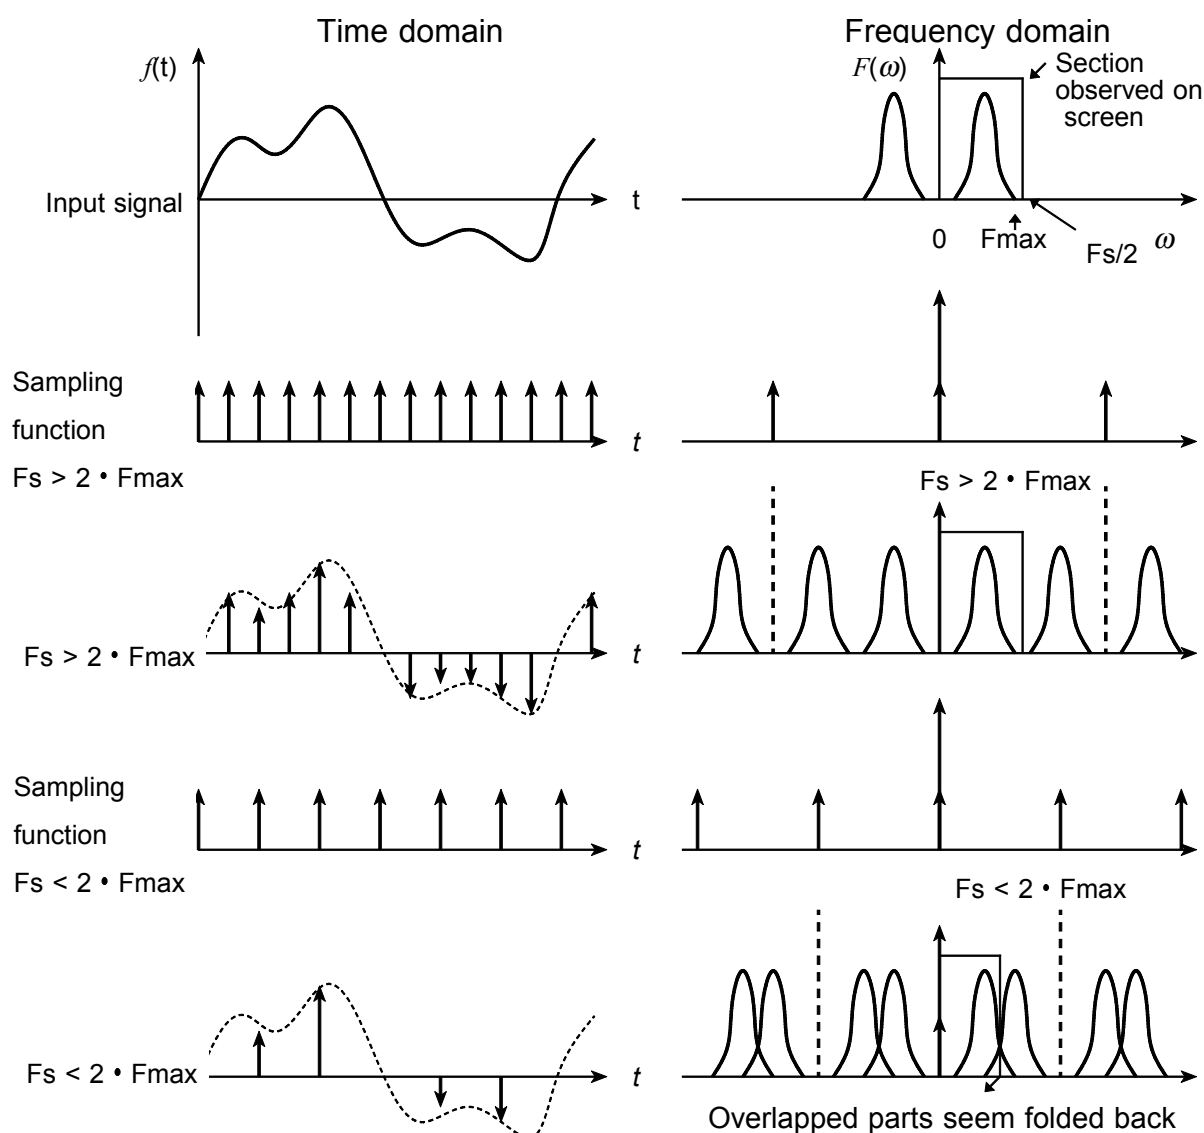 Time domain
Frequency domain
f(t)
F(ω)
Section
observed on
screen
Input signal
t
0
Fmax
Fs/2
ω
Sampling
function
Fs > 2 • Fmax
t
Fs > 2 • Fmax
Fs > 2 • Fmax
t
Sampling
function
Fs < 2 • Fmax
t
Fs < 2 • Fmax
Fs < 2 • Fmax
t
Overlapped parts seem folded back